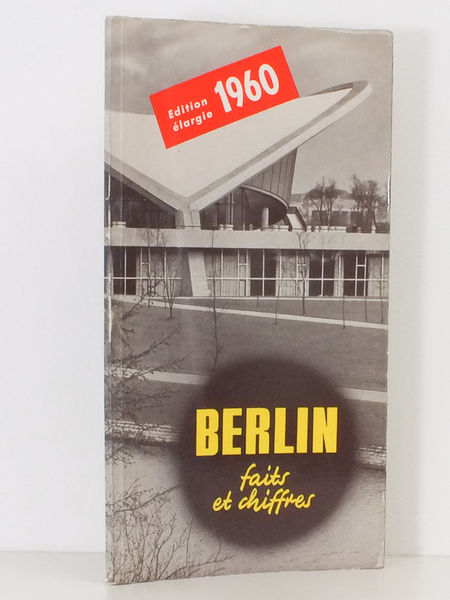 Edition
élargie 1960
BERLIN
faits
et chiffres